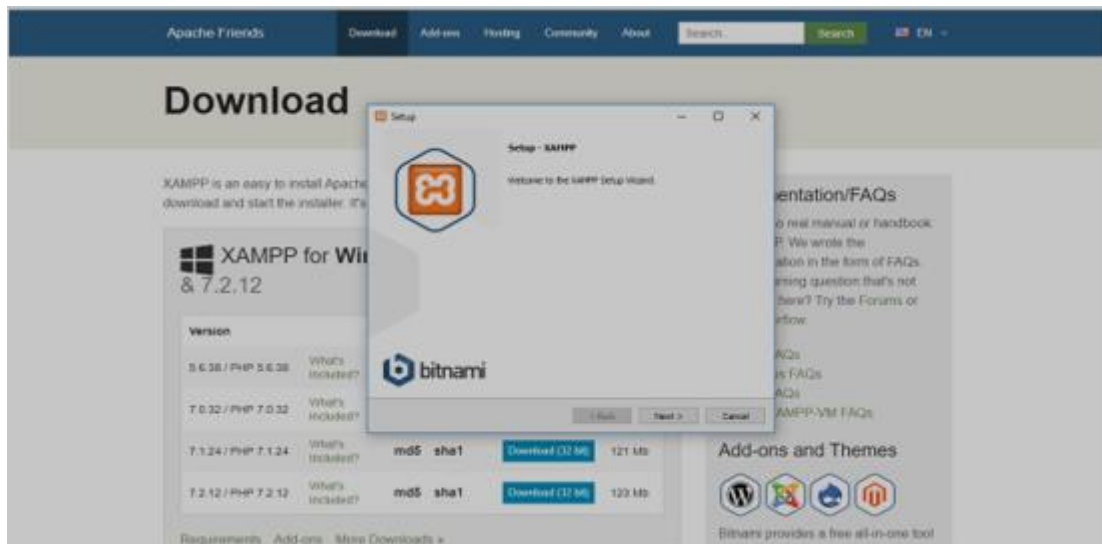 Apache Friends
Download Add-ons Hosting Community About Search... Search EN
Download
XAMPP is an easy to install Apache
download and start the installer. It's
XAMPP for Win
& 7.2.12
Version
5.6.38 / PHP 5.6.38 What's Included?
7.0.32 / PHP 7.0.32 What's Included?
7.1.24 / PHP 7.1.24 What's Included? md5 sha1 Download (32 bit) 121 Mb
7.2.12 / PHP 7.2.12 What's Included? md5 sha1 Download (32 bit) 123 Mb
Requirements Add-ons More Downloads »
Setup
Setup - XAMPP
Welcome to the XAMPP Setup Wizard.
bitnami
< Back Next > Cancel
entation/FAQs
o real manual or handbook
P. We wrote the
ation in the form of FAQs.
rning question that's not
here? Try the Forums or
rflow.
FAQs
s FAQs
FAQs
AMPP-VM FAQs
Add-ons and Themes
Bitnami provides a free all-in-one tool